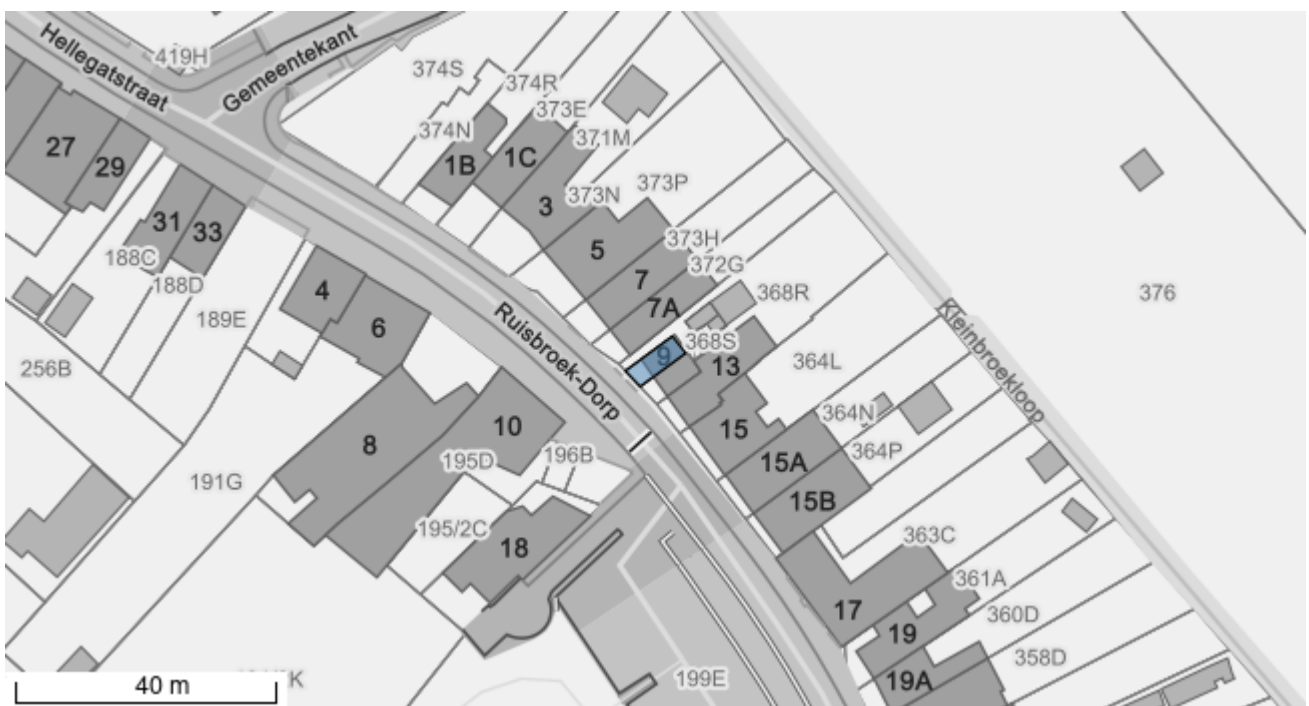 419H
Hellegatstraat
Gemeentekant
374S
374R
373E
371M
374N
1B
1C
27
29
3
373N
373P
31
33
5
373H
188C
188D
189E
4
6
7
372G
7A
368R
376
Kleinbroekloop
Ruisbroek-Dorp
9
368S
13
364L
256B
8
10
15
364N
15A
364P
15B
195D
196B
191G
195/2C
18
363C
361A
17
19
360D
358D
19A
199E
K
40 m